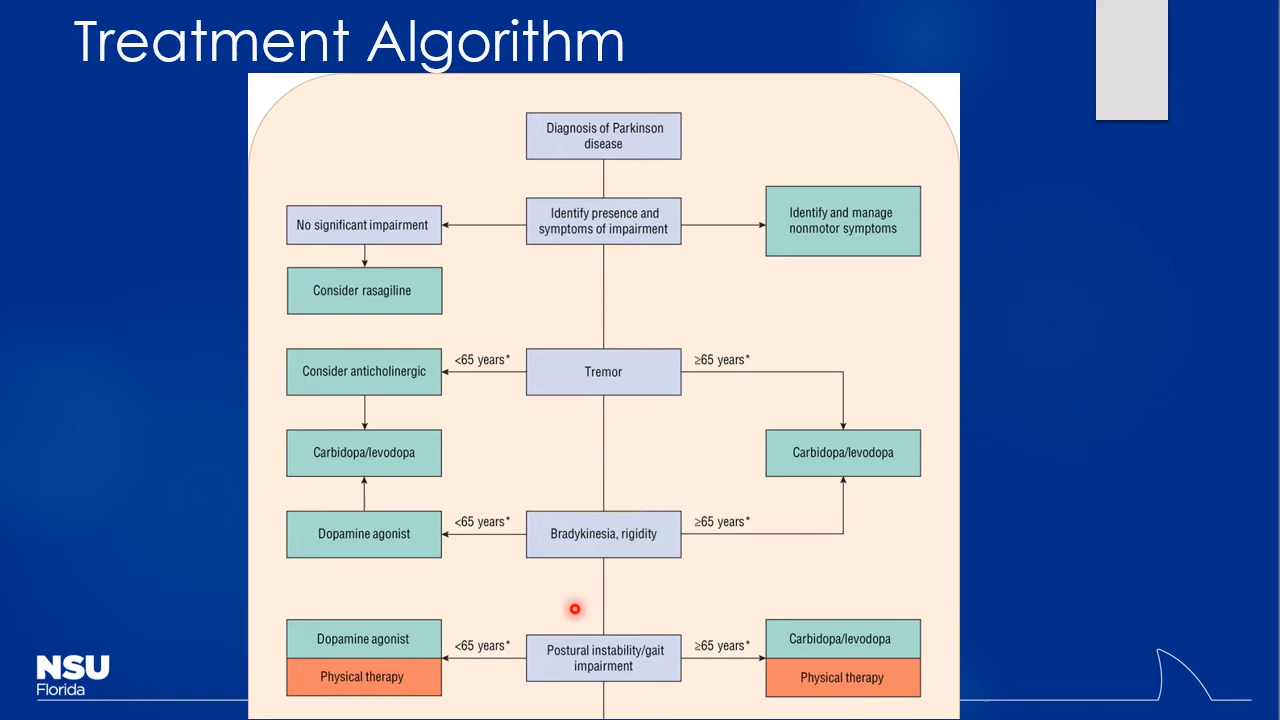 Treatment Algorithm
Diagnosis of Parkinson
disease
No significant impairment
Identify presence and
symptoms of impairment
Identify and manage
nonmotor symptoms
Consider rasagiline
Consider anticholinergic
<65 years*
Tremor
≥65 years*
Carbidopa/levodopa
Carbidopa/levodopa
Dopamine agonist
<65 years*
Bradykinesia, rigidity
≥65 years*
Dopamine agonist
Physical therapy
<65 years*
Postural instability/gait
impairment
≥65 years*
Carbidopa/levodopa
Physical therapy
NSU
Florida